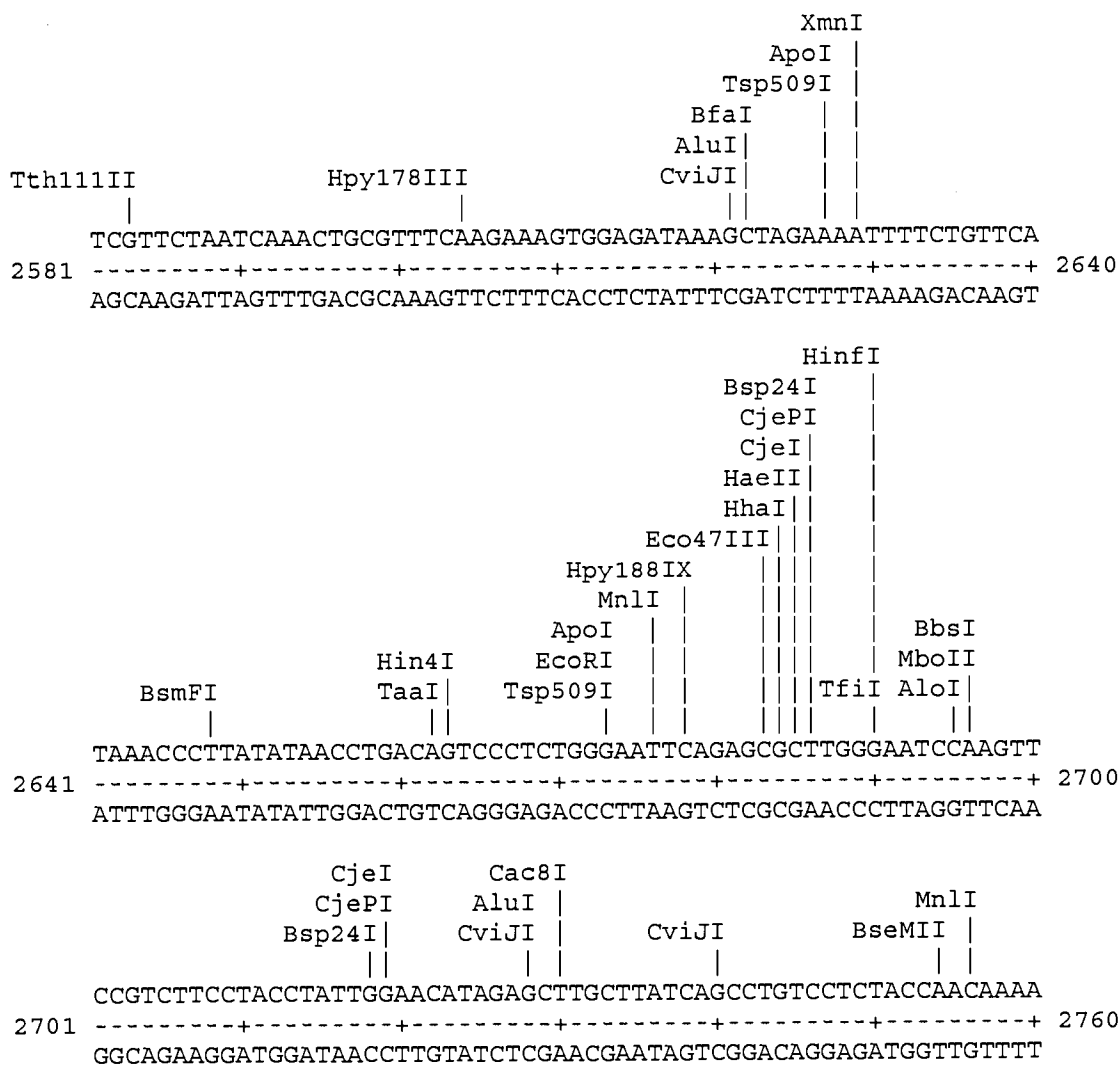 XmnI
ApoI |
Tsp509I | |
BfaI | |
AluI| | |
Tth111II Hpy178III CviJI | | |
| | || | |
TCGTTCTAATCAAACTGCGTTTCAAGAAAGTGGAGATAAAGCTAGAAAATTTTCTGTTCA
2581 ---------+---------+---------+---------+---------+---------+ 2640
AGCAAGATTAGTTTGACGCAAAGTTCTTTCACCTCTATTTCGATCTTTTAAAAGACAAGT
HinfI
Bsp24I |
CjePI |
CjeI| |
HaeII| |
HhaI|| |
Eco47III||| |
Hpy188IX |||| |
MnlI | |||| |
ApoI | | |||| | BbsI
Hin4I EcoRI | | |||| | MboII
BsmFI TaaI| Tsp509I | | |||| TfiI AloI|
| || | | | |||| | ||
TAAACCCTTATATAACCTGACAGTCCCTCTGGGAATTCAGAGCGCTTGGGAATCCAAGTT
2641 ---------+---------+---------+---------+---------+---------+ 2700
ATTTGGGAATATATTGGACTGTCAGGGAGACCCTTAAGTCTCGCGAACCCTTAGGTTCAA
CjeI Cac8I
CjePI AluI | MnlI
Bsp24I| CviJI | CviJI BseMII |
|| | | | | |
CCGTCTTCCTACCTATTGGAACATAGAGCTTGCTTATCAGCCTGTCCTCTACCAACAAAA
2701 ---------+---------+---------+---------+---------+---------+ 2760
GGCAGAAGGATGGATAACCTTGTATCTCGAACGAATAGTCGGACAGGAGATGGTTGTTTT